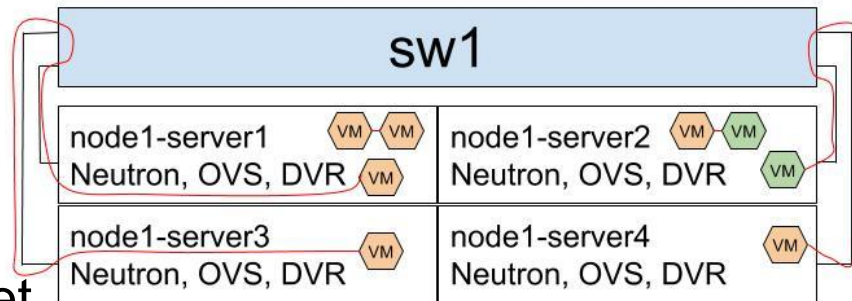 sw1
node1-server1 VM VM
Neutron, OVS, DVR VM
node1-server2 VM VM
Neutron, OVS, DVR VM
node1-server3 VM
Neutron, OVS, DVR
node1-server4 VM
Neutron, OVS, DVR
et